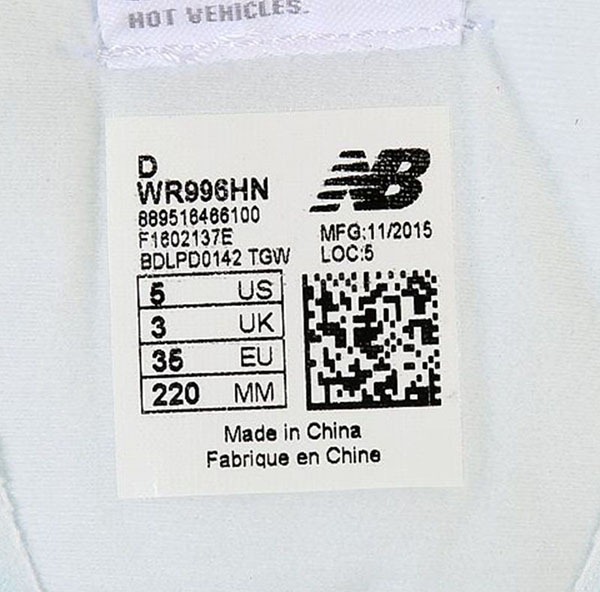 HOT VEHICLES.
D
WR996HN
889516466100
F1602137E
BDLPD0142 TGW
NB
MFG:11/2015
LOC:5
5 US
3 UK
35 EU
220 MM
Made in China
Fabrique en Chine